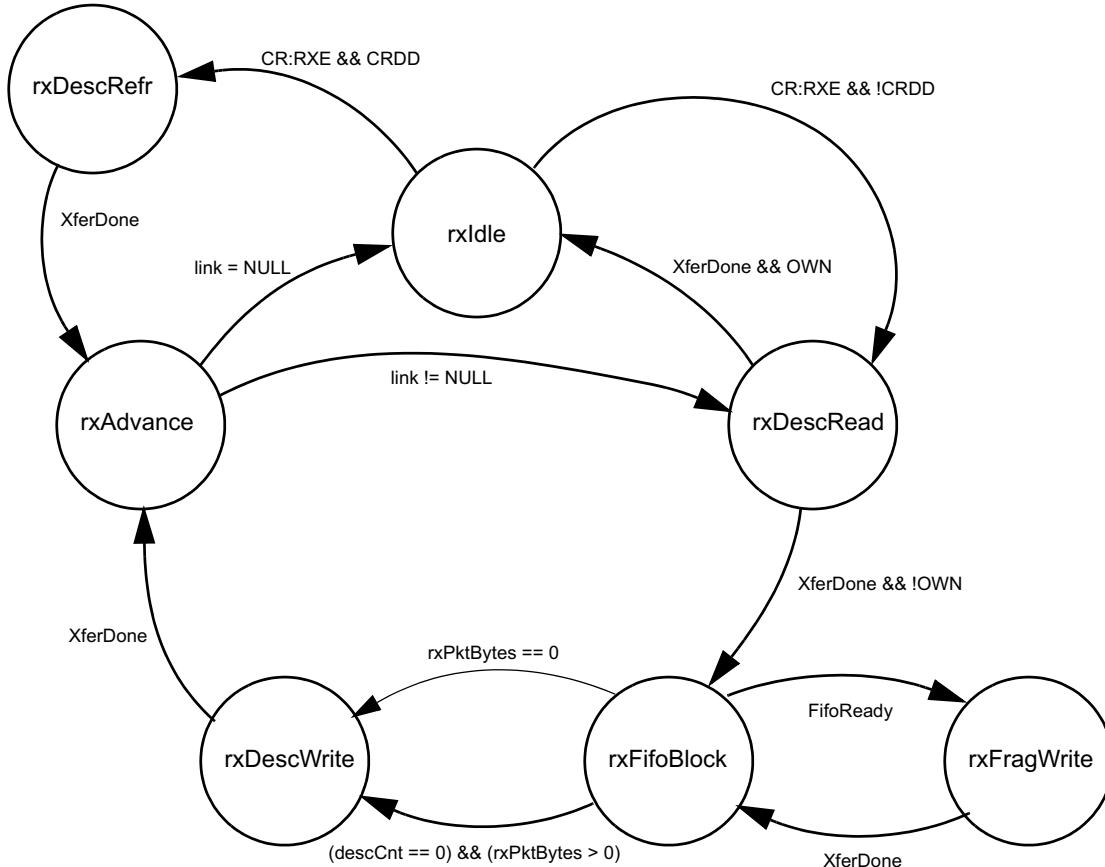 CR:RXE && CRDD
rxDescRefr
CR:RXE && !CRDD
XferDone
rxIdle
link = NULL
XferDone && OWN
link != NULL
rxAdvance
rxDescRead
XferDone && !OWN
XferDone
rxPktBytes == 0
FifoReady
rxDescWrite
rxFifoBlock
rxFragWrite
(descCnt == 0) && (rxPktBytes > 0)
XferDone